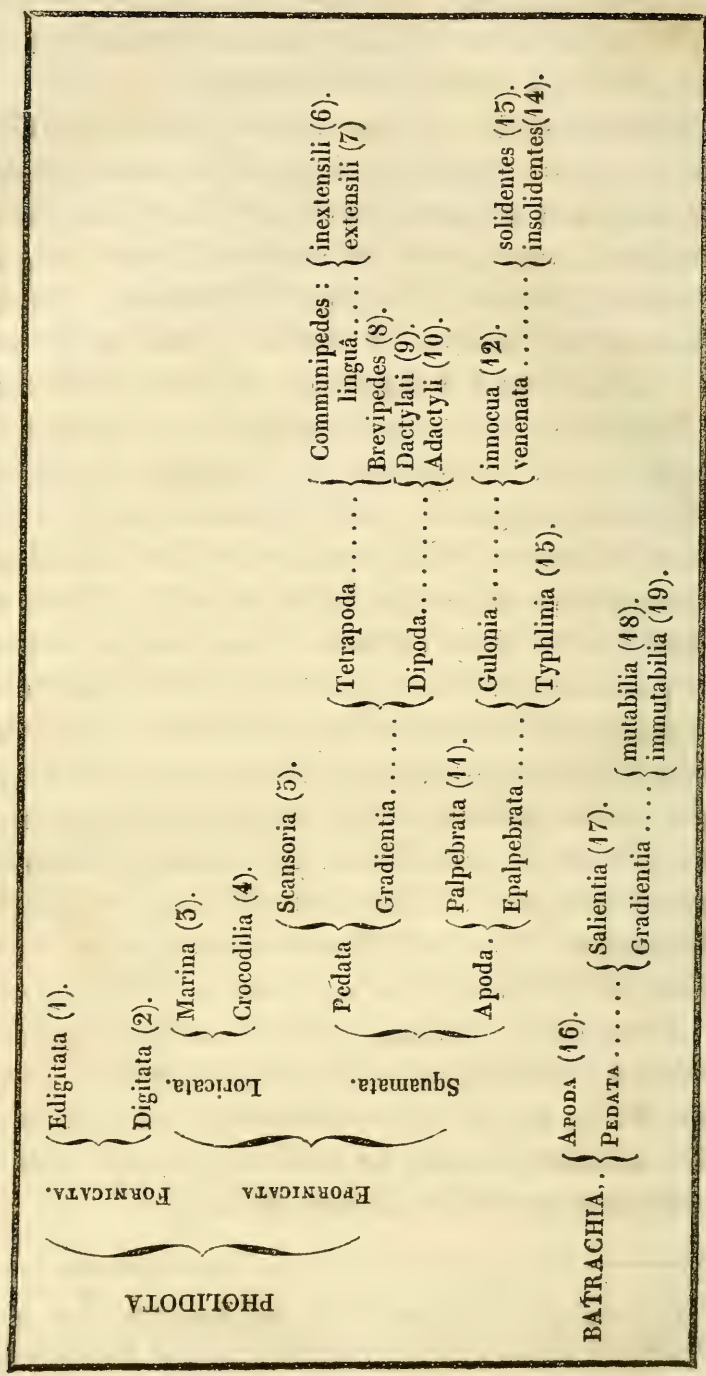 PHOLIDOTA
FORNICATA.
Edigitata (1).
Digitata (2).
EFORNICATA
Loricata.
Marina (3).
Crocodilia (4).
Squamata.
Pedata
Scansoria (5).
Gradientia......
Tetrapoda ......
Communipedes :
linguâ......
inextensili (6).
extensili (7)
Brevipedes (8).
Dipoda..........
Dactylati (9).
Adactyli (10).
Apoda.
Palpebrata (11).
Epalpebrata.....
Gulonia.........
innocua (12).
venenata .......
solidentes (13).
insolidentes(14).
Typhlinia (15).
BATRACHIA,.
APODA (16).
PEDATA......
Salientia (17).
Gradientia ....
mutabilia (18).
immutabilia (19).